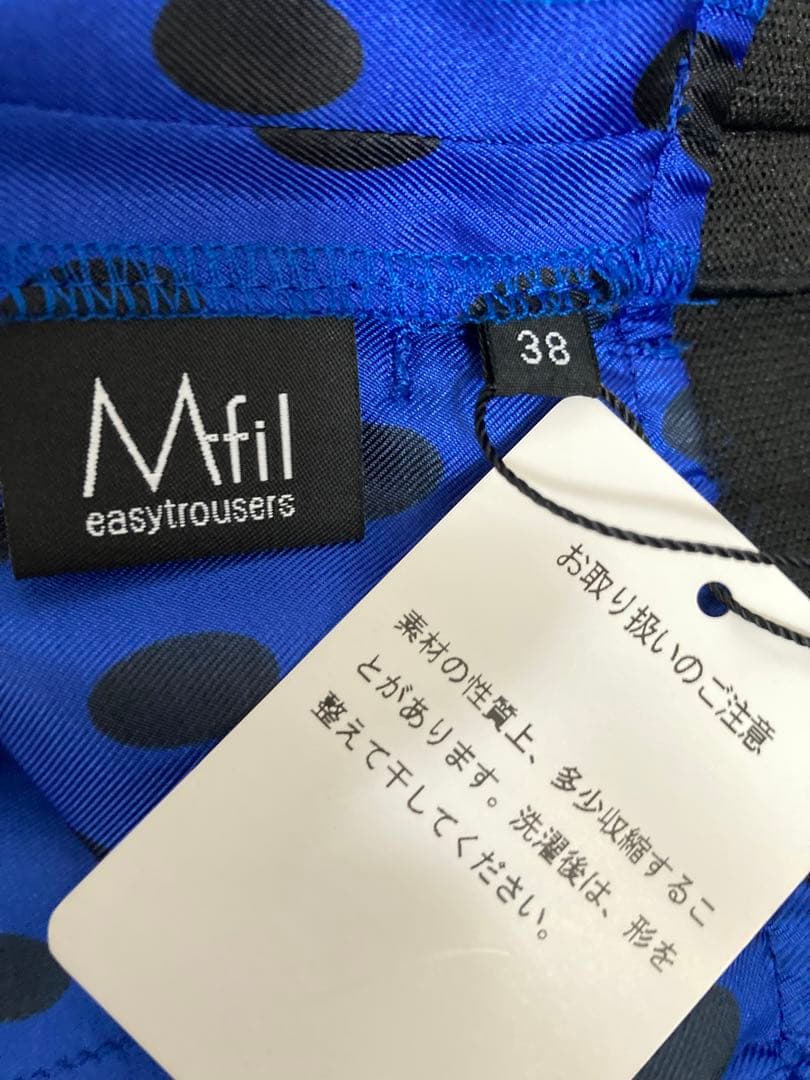 M-fil
easytrousers
38
お取り扱いのご注意
素材の性質上、多少収縮するこ
とがあります。洗濯後は、形を
整えて干してください。